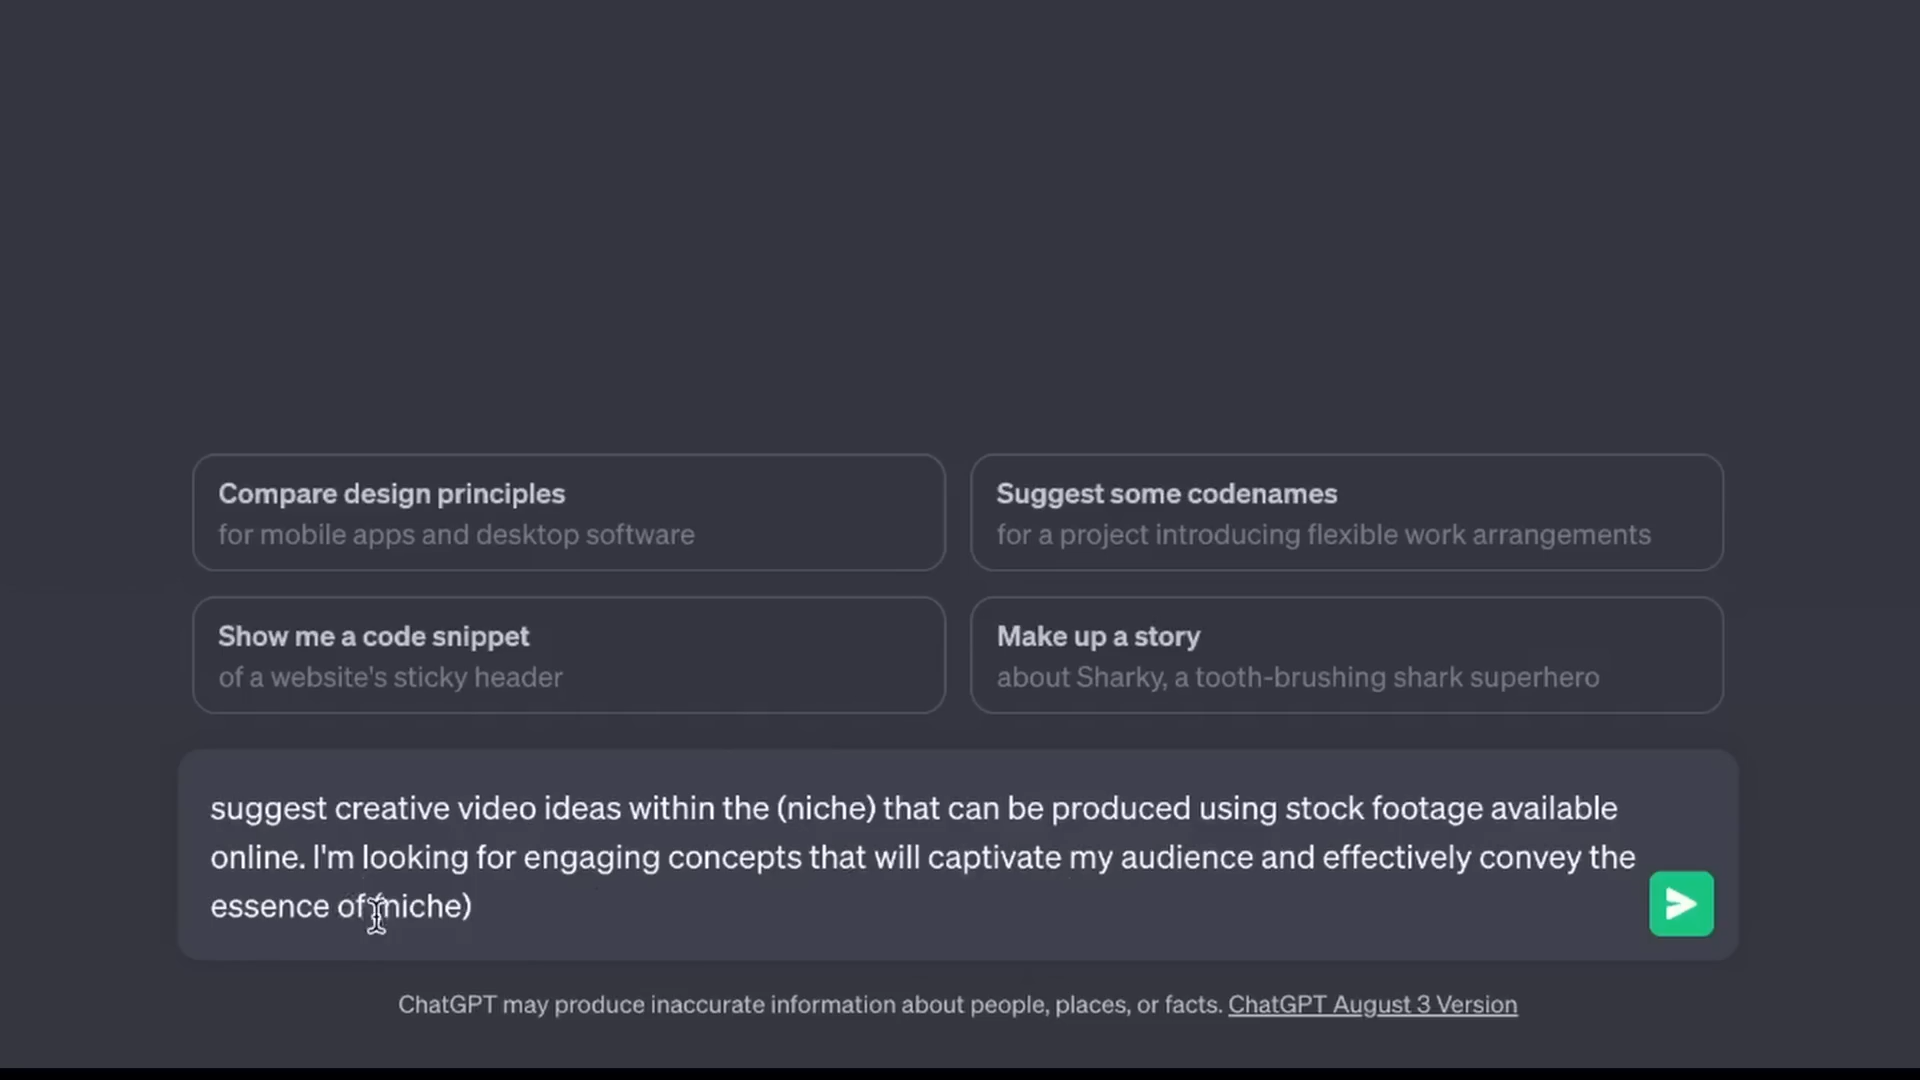 Compare design principles
for mobile apps and desktop software
Suggest some codenames
for a project introducing flexible work arrangements
Show me a code snippet
of a website's sticky header
Make up a story
about Sharky, a tooth-brushing shark superhero
suggest creative video ideas within the (niche) that can be produced using stock footage available
online. I'm looking for engaging concepts that will captivate my audience and effectively convey the
essence of (niche)
ChatGPT may produce inaccurate information about people, places, or facts. ChatGPT August 3 Version